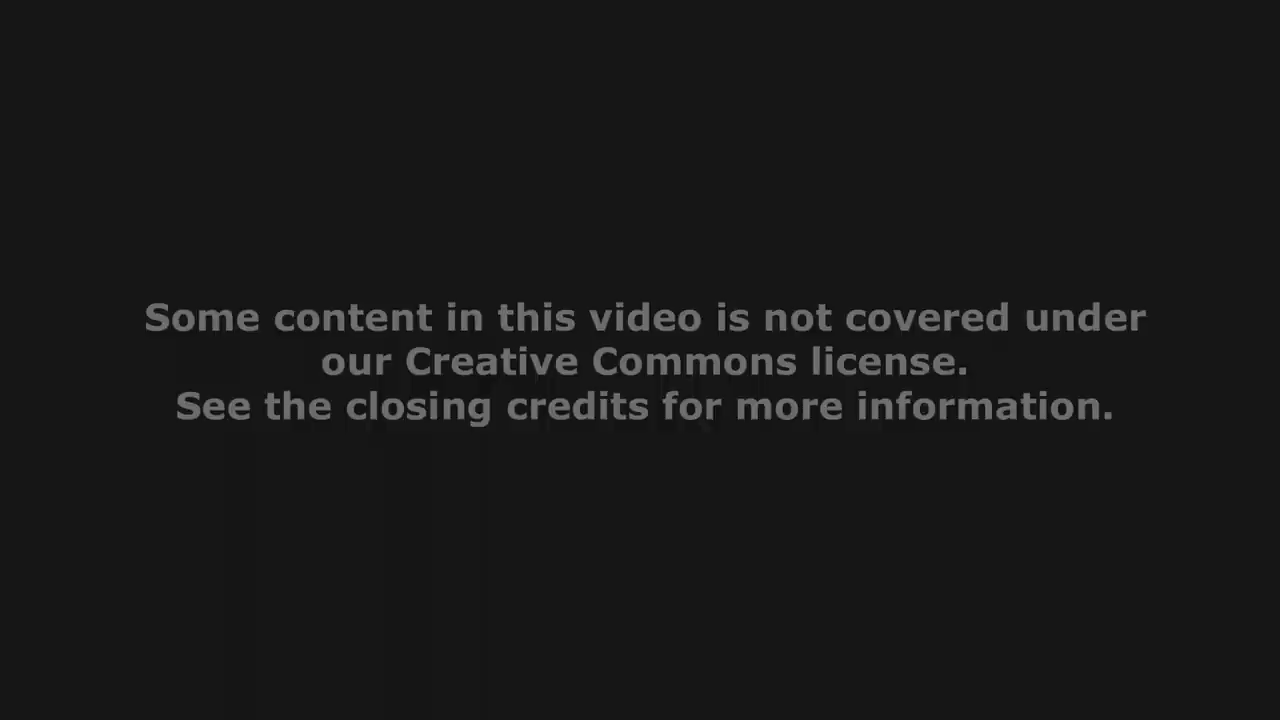 Some content in this video is not covered under
our Creative Commons license.
See the closing credits for more information.